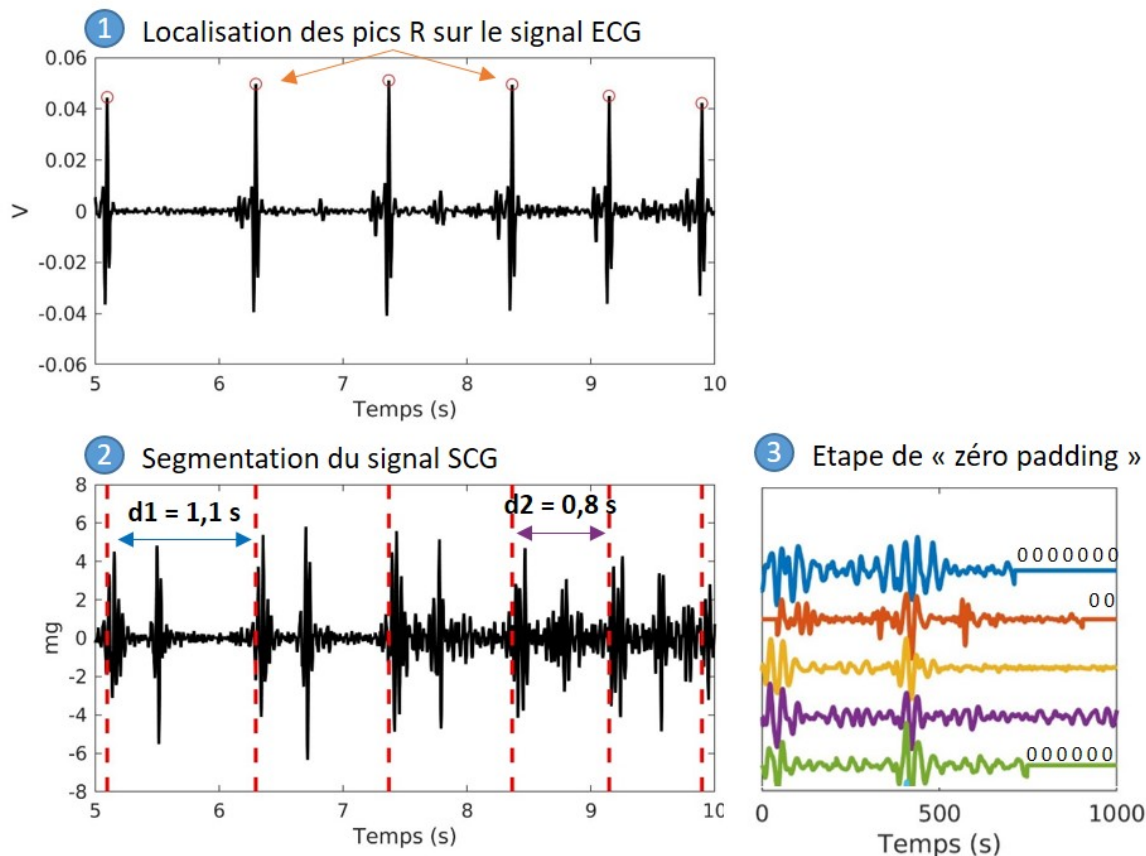 1 Localisation des pics R sur le signal ECG
0.06
0.04
0.02
0
-0.02
-0.04
-0.06
V
5 6 7 8 9 10
Temps (s)
2 Segmentation du signal SCG
8
6
4
2
0
-2
-4
-6
-8
mg
d1 = 1,1 s
d2 = 0,8 s
5 6 7 8 9 10
Temps (s)
3 Etape de « zéro padding »
0000000
00
000000
0 500 1000
Temps (s)